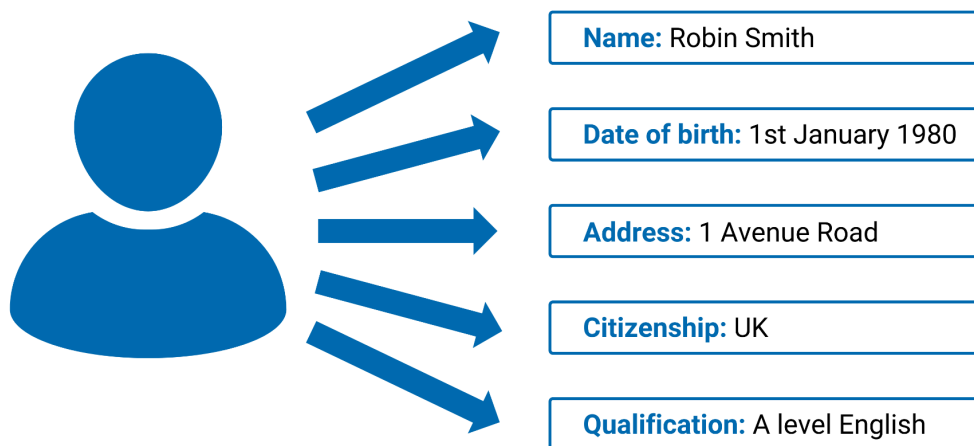 Name: Robin Smith
Date of birth: 1st January 1980
Address: 1 Avenue Road
Citizenship: UK
Qualification: A level English